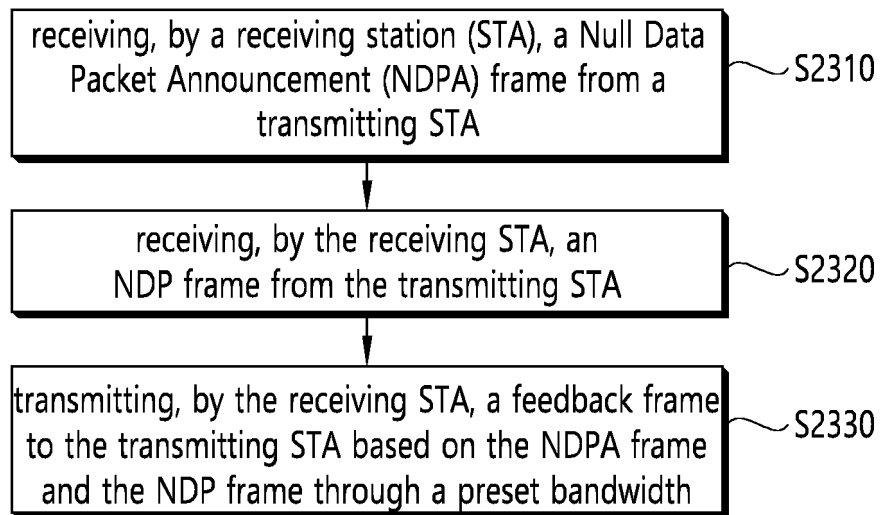 receiving, by a receiving station (STA), a Null Data
Packet Announcement (NDPA) frame from a
transmitting STA
S2310
receiving, by the receiving STA, an
NDP frame from the transmitting STA
S2320
transmitting, by the receiving STA, a feedback frame
to the transmitting STA based on the NDPA frame
and the NDP frame through a preset bandwidth
S2330